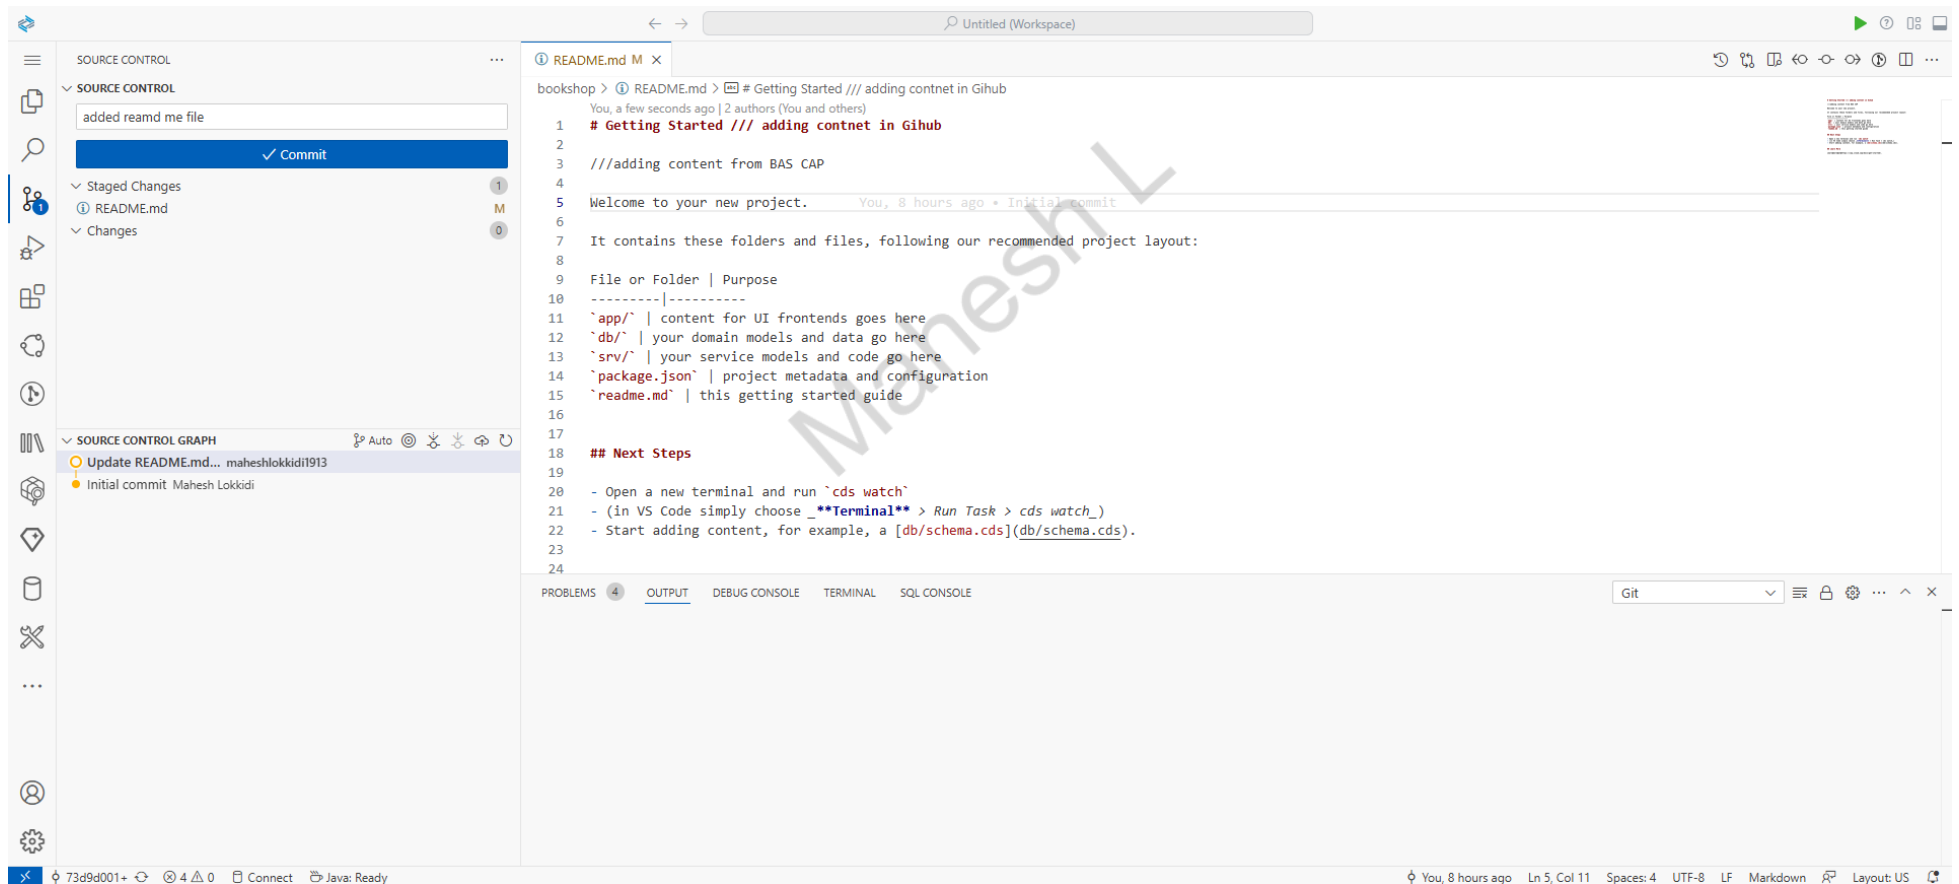 Untitled (Workspace)
SOURCE CONTROL
SOURCE CONTROL
added reamd me file
Commit
Staged Changes 1
README.md M
Changes 0
SOURCE CONTROL GRAPH Auto
Update README.md... maheshlokkidi1913
Initial commit Mahesh Lokkidi
README.md M
bookshop > README.md > # Getting Started /// adding contnet in Gihub
You, a few seconds ago | 2 authors (You and others)
1 # Getting Started /// adding contnet in Gihub
2
3 ///adding content from BAS CAP
4
5 Welcome to your new project. You, 8 hours ago • Initial commit
6
7 It contains these folders and files, following our recommended project layout:
8
9 File or Folder | Purpose
10 ---------|----------
11 `app/` | content for UI frontends goes here
12 `db/` | your domain models and data go here
13 `srv/` | your service models and code go here
14 `package.json` | project metadata and configuration
15 `readme.md` | this getting started guide
16
17
18 ## Next Steps
19
20 - Open a new terminal and run `cds watch`
21 - (in VS Code simply choose _**Terminal** > Run Task > cds watch_)
22 - Start adding content, for example, a [db/schema.cds](db/schema.cds).
23
24
Mahesh L
PROBLEMS 4 OUTPUT DEBUG CONSOLE TERMINAL SQL CONSOLE Git
1
73d9d001+ 4 0 Connect Java: Ready You, 8 hours ago Ln 5, Col 11 Spaces: 4 UTF-8 LF Markdown Layout: US